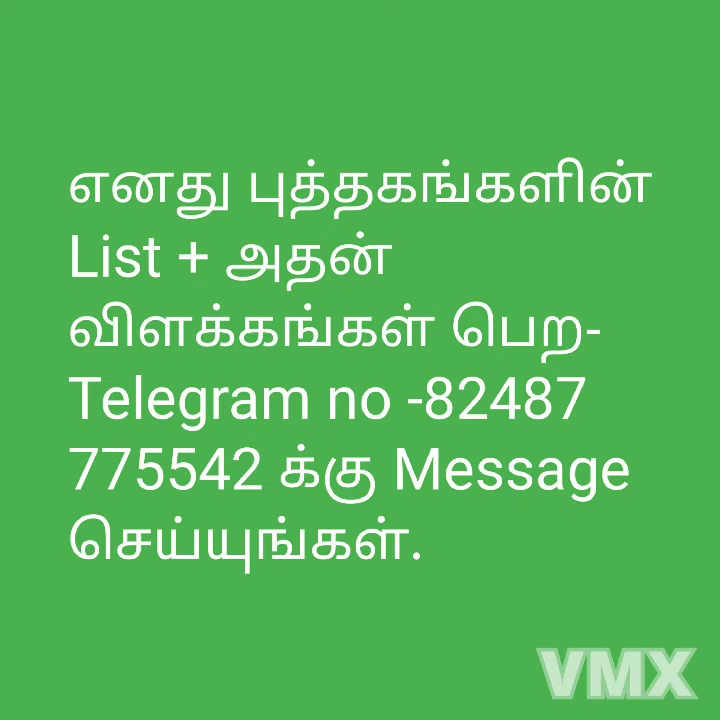 எனது புத்தகங்களின்
List + அதன்
விளக்கங்கள் பெற-
Telegram no -82487
775542 க்கு Message
செய்யுங்கள்.
VMX